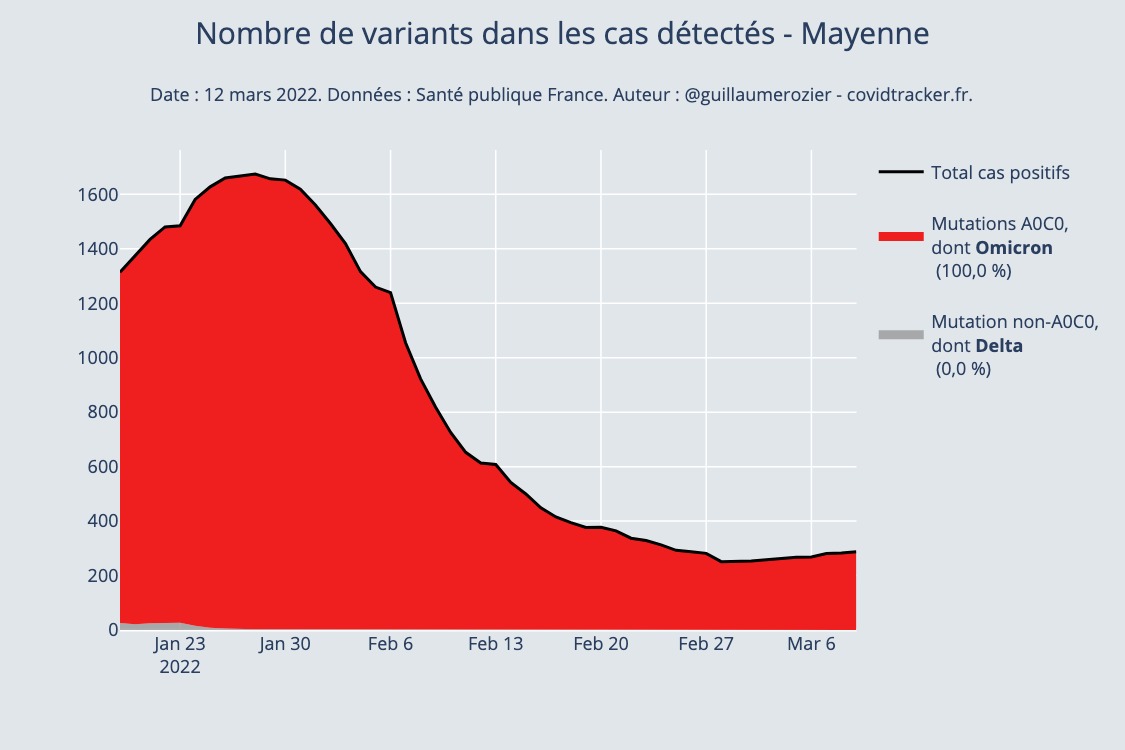 Nombre de variants dans les cas détectés - Mayenne
Date : 12 mars 2022. Données : Santé publique France. Auteur : @guillaumerozier - covidtracker.fr.
1600
1400
1200
1000
800
600
400
200
0
Jan 23
2022
Jan 30
Feb 6
Feb 13
Feb 20
Feb 27
Mar 6
Total cas positifs
Mutations A0C0,
dont Omicron
(100,0 %)
Mutation non-A0C0,
dont Delta
(0,0 %)